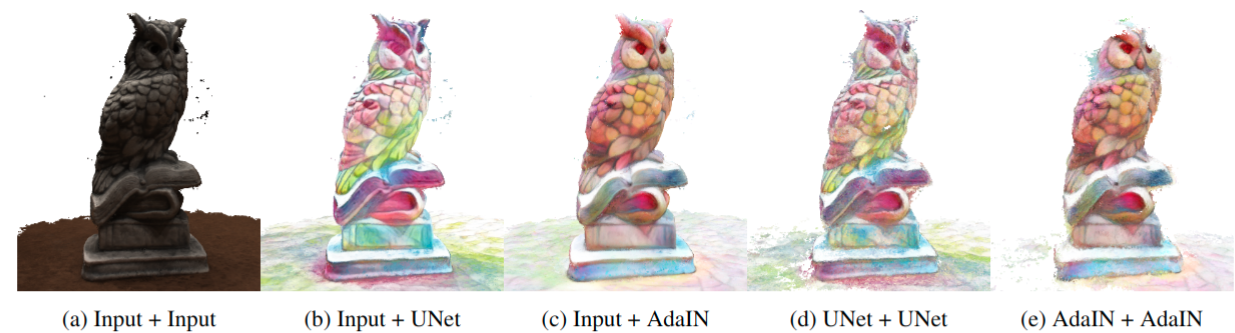 (a) Input + Input
(b) Input + UNet
(c) Input + AdaIN
(d) UNet + UNet
(e) AdaIN + AdaIN